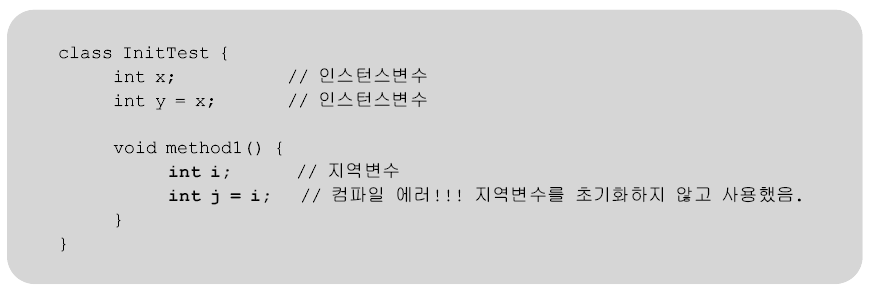 class InitTest {
int x; // 인스턴스변수
int y = x; // 인스턴스변수
void method1() {
int i; // 지역변수
int j = i; // 컴파일 에러!!! 지역변수를 초기화하지 않고 사용했음.
}
}